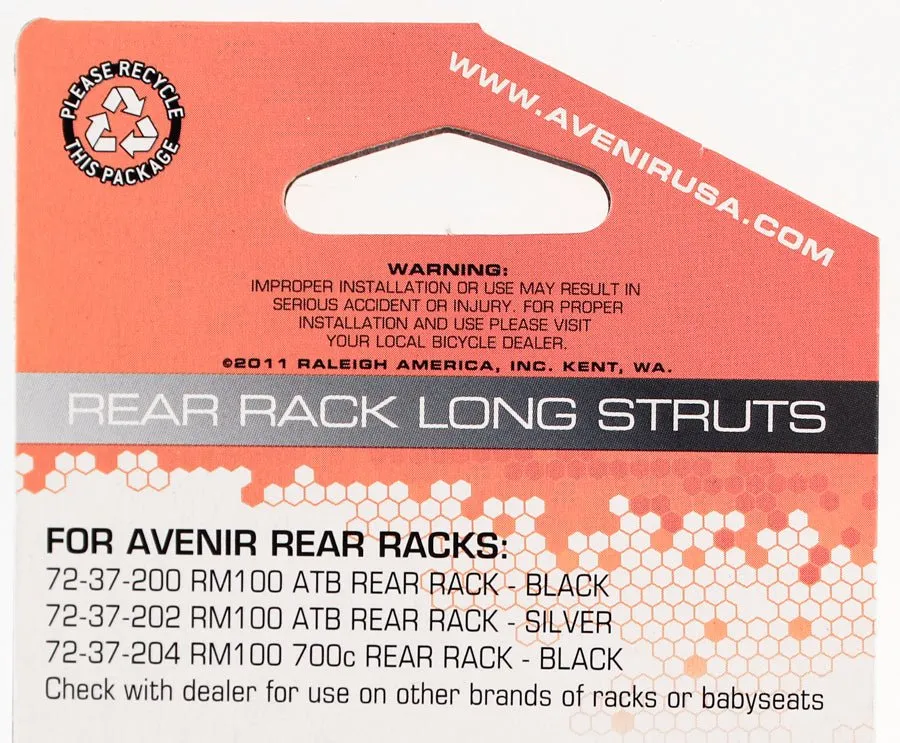 PLEASE RECYCLE
THIS PACKAGE
WWW.AVENIRUSA.COM
WARNING:
IMPROPER INSTALLATION OR USE MAY RESULT IN
SERIOUS ACCIDENT OR INJURY. FOR PROPER
INSTALLATION AND USE PLEASE VISIT
YOUR LOCAL BICYCLE DEALER.
©2011 RALEIGH AMERICA, INC. KENT, WA.
REAR RACK LONG STRUTS
FOR AVENIR REAR RACKS:
72-37-200 RM100 ATB REAR RACK - BLACK
72-37-202 RM100 ATB REAR RACK - SILVER
72-37-204 RM100 700c REAR RACK - BLACK
Check with dealer for use on other brands of racks or babyseats